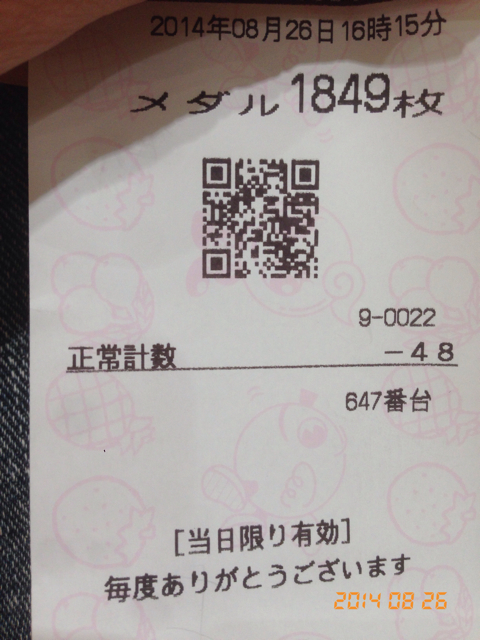 2014年08月26日16時15分
メダル1849枚
9-0022
正常計数 －48
647番台
[当日限り有効]
毎度ありがとうございます
2014 08 26